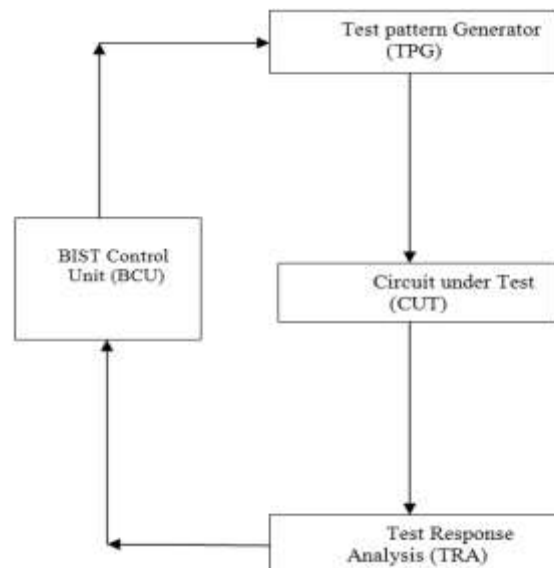 Test pattern Generator
(TPG)
BIST Control
Unit (BCU)
Circuit under Test
(CUT)
Test Response
Analysis (TRA)